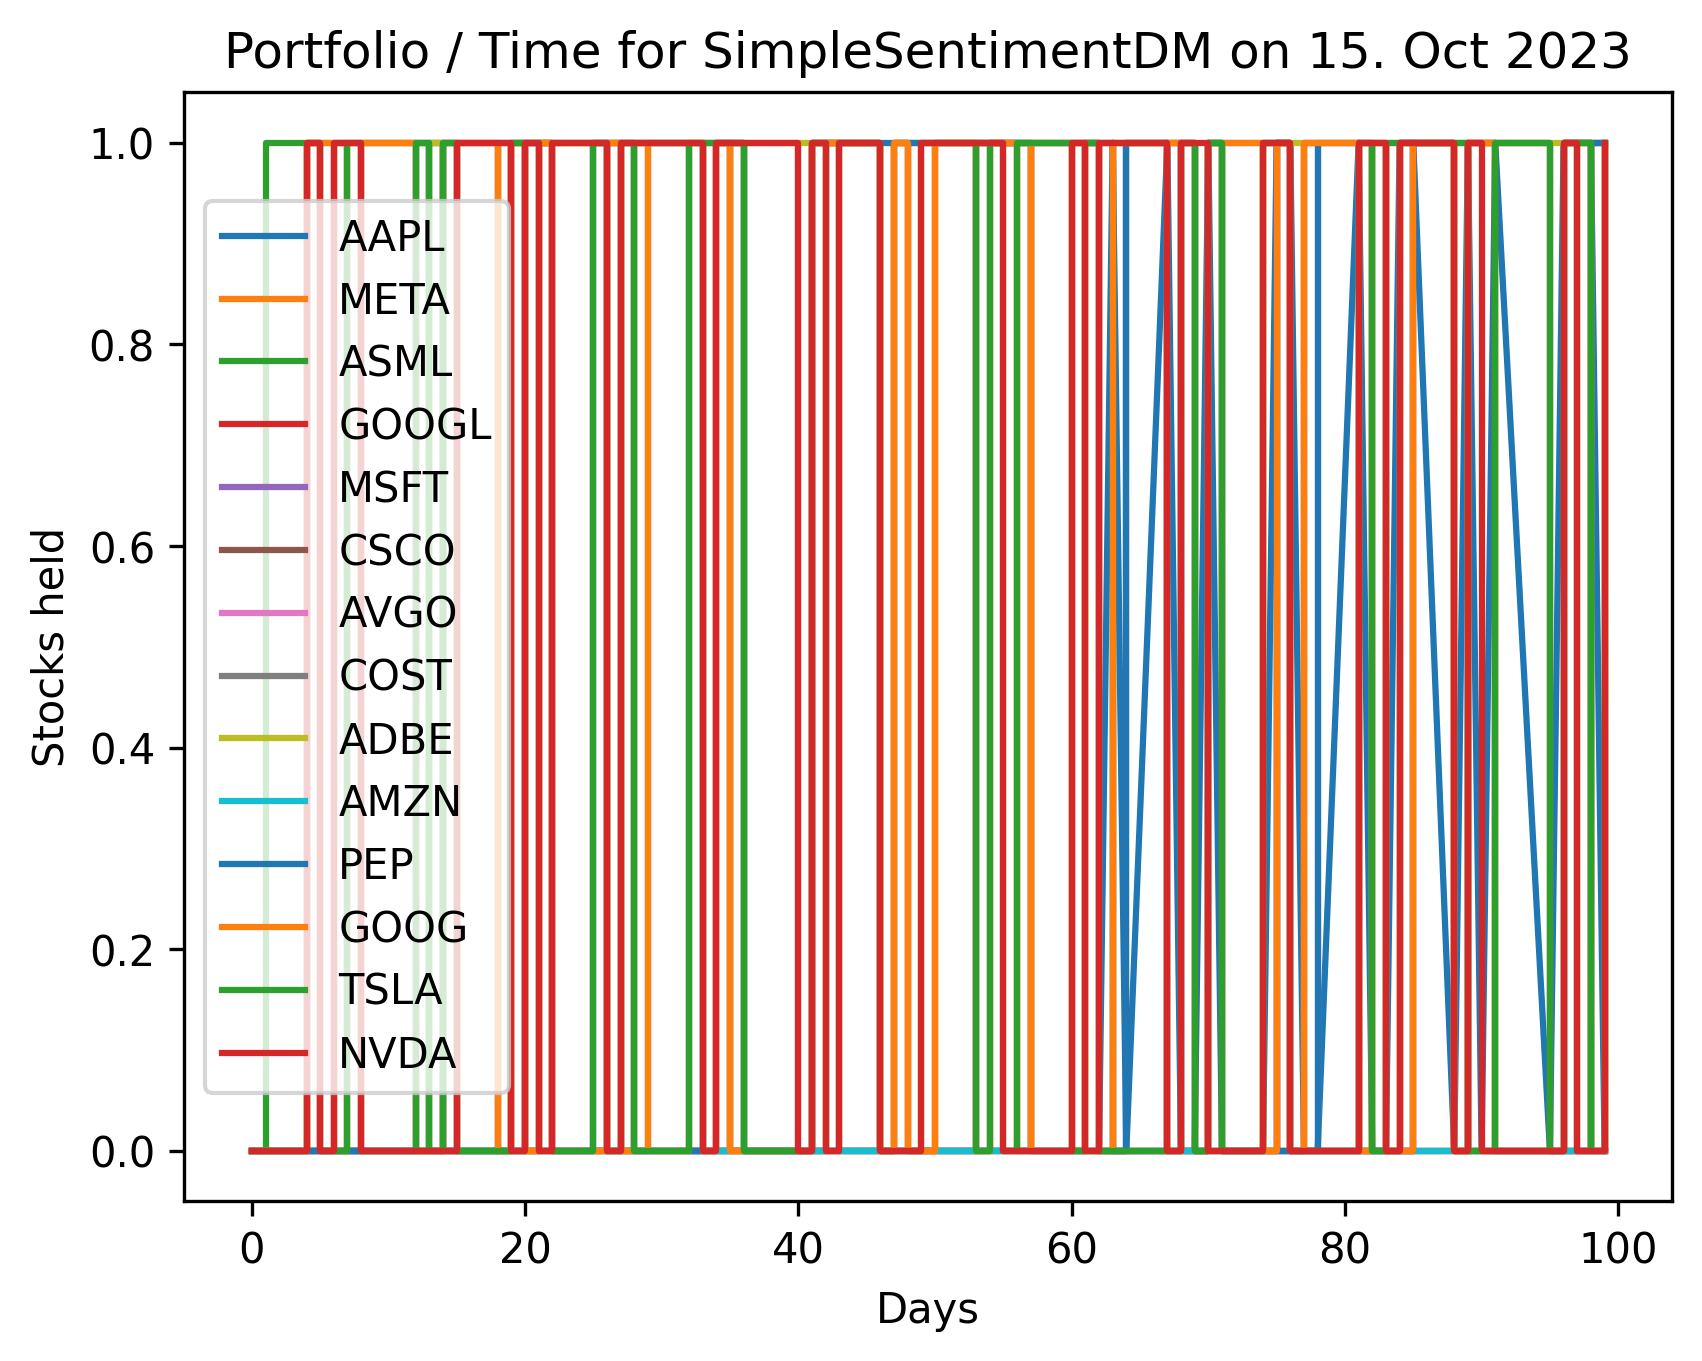 Portfolio / Time for SimpleSentimentDM on 15. Oct 2023
1.0
0.8
0.6
0.4
0.2
0.0
Stocks held
AAPL
META
ASML
GOOGL
MSFT
CSCO
AVGO
COST
ADBE
AMZN
PEP
GOOG
TSLA
NVDA
0 20 40 60 80 100
Days